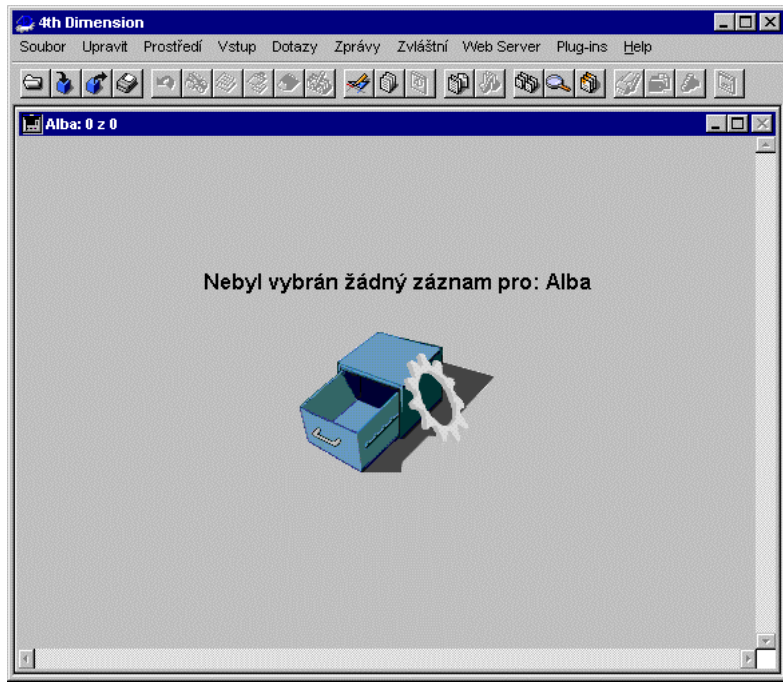 4th Dimension
Soubor Upravit Prostředí Vstup Dotazy Zprávy Zvláštní Web Server Plug-ins Help
Alba: 0 z 0
Nebyl vybrán žádný záznam pro: Alba